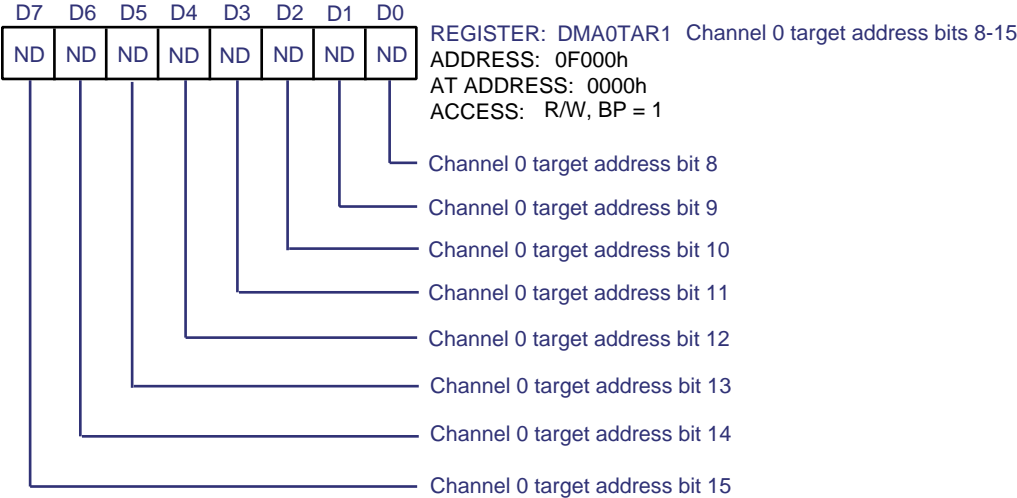 D7 D6 D5 D4 D3 D2 D1 D0
ND ND ND ND ND ND ND ND
REGISTER: DMA0TAR1 Channel 0 target address bits 8-15
ADDRESS: 0F000h
AT ADDRESS: 0000h
ACCESS: R/W, BP = 1
Channel 0 target address bit 8
Channel 0 target address bit 9
Channel 0 target address bit 10
Channel 0 target address bit 11
Channel 0 target address bit 12
Channel 0 target address bit 13
Channel 0 target address bit 14
Channel 0 target address bit 15